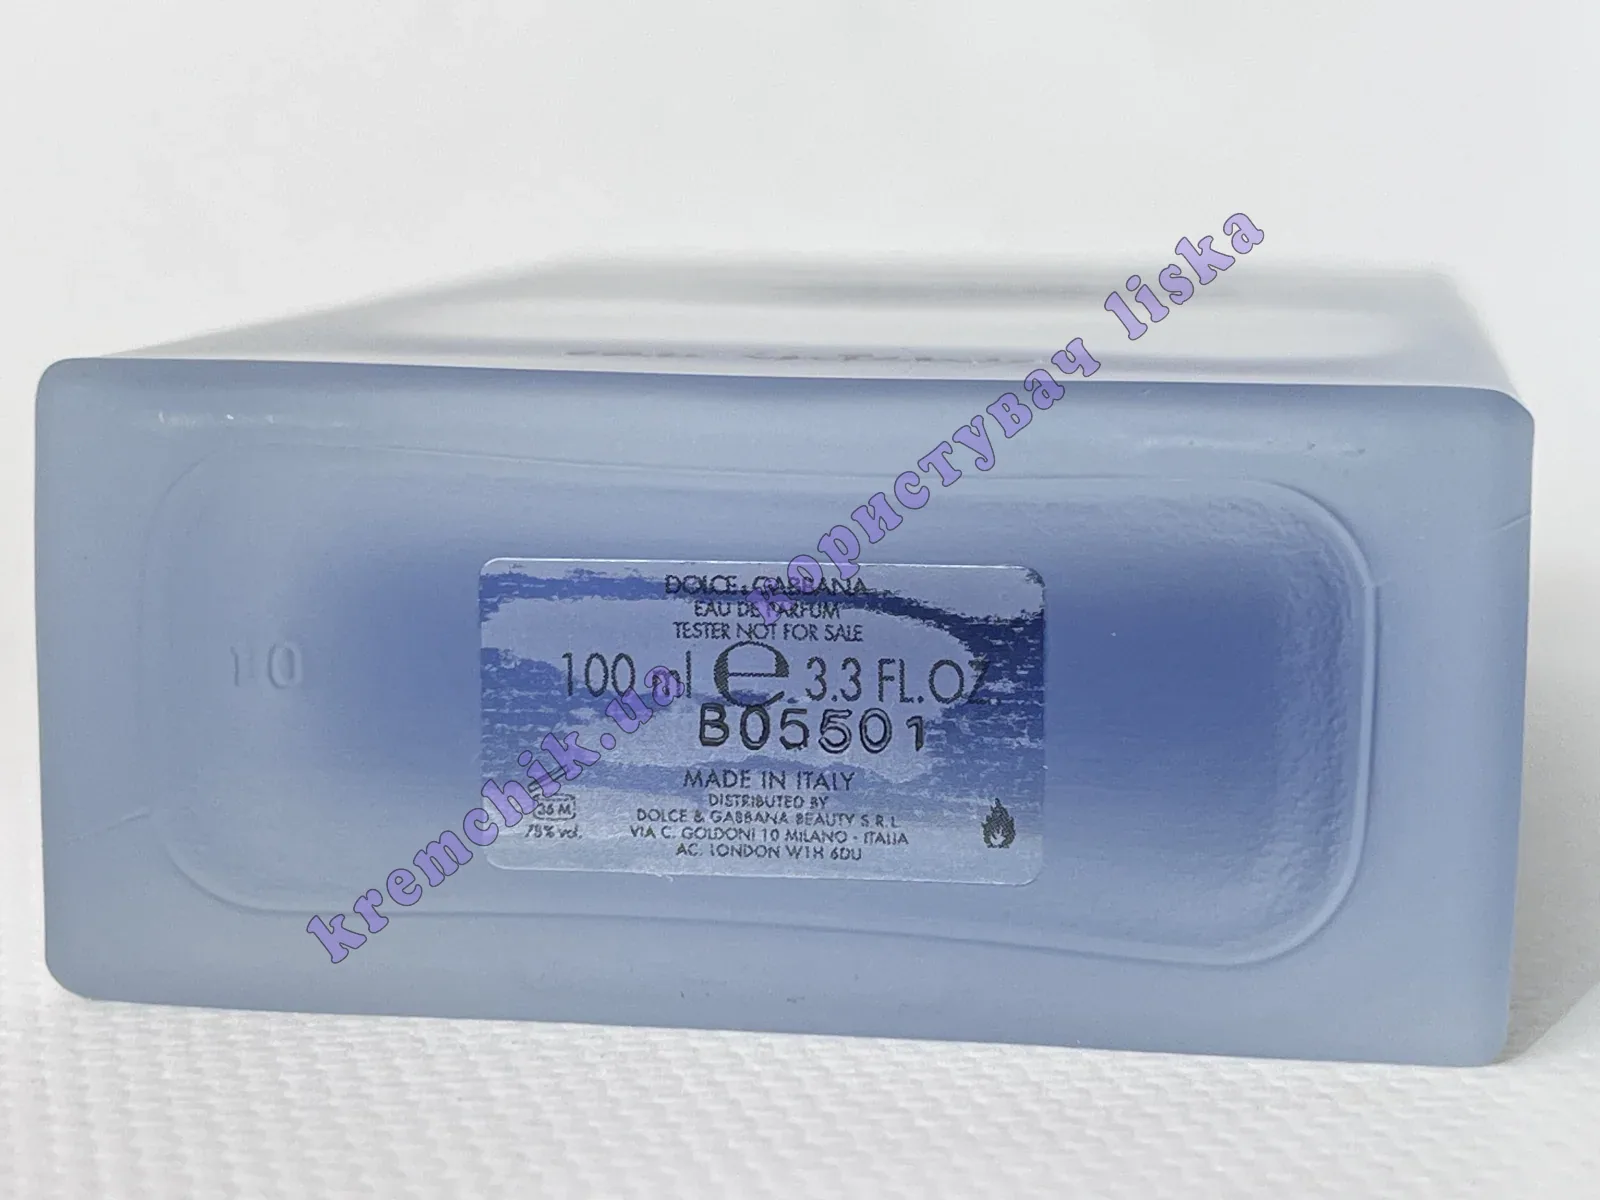 DOLCE & GABBANA
EAU DE PARFUM
TESTER NOT FOR SALE
100 ml e 3.3 FL.OZ.
B05501
MADE IN ITALY
DISTRIBUTED BY
DOLCE & GABBANA BEAUTY S.R.L
VIA C. GOLDONI 10 MILANO - ITALIA
AC. LONDON W1H 6DU
36 M
78% vol.
10
kremchik.ua користувач liska